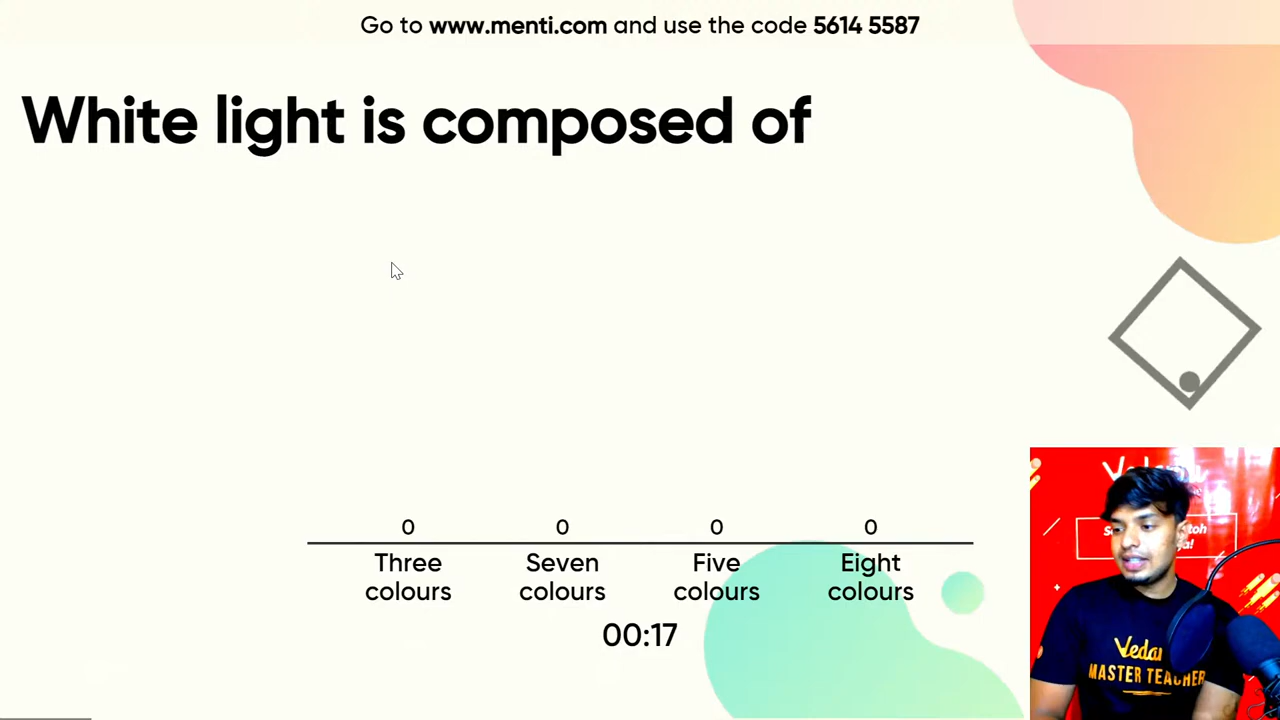 Go to www.menti.com and use the code 5614 5587
White light is composed of
0 0 0 0
Three colours
Seven colours
Five colours
Eight colours
00:17
toh
MASTER TEACHER